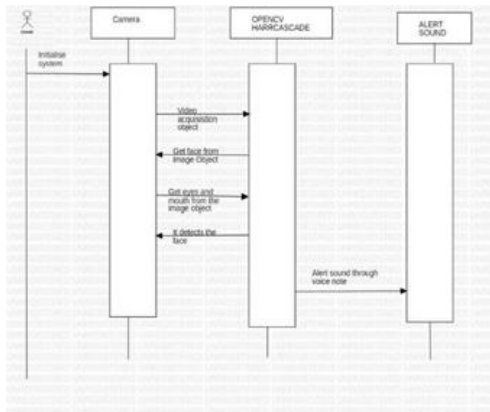 Camera
OPENCV
HARRCASCADE
ALERT
SOUND
Initialise
system
Video
acquisistion
object
Get face from
Image Object
Get eyes and
mouth from the
image object
It detects the
face
Alert sound through
voice note